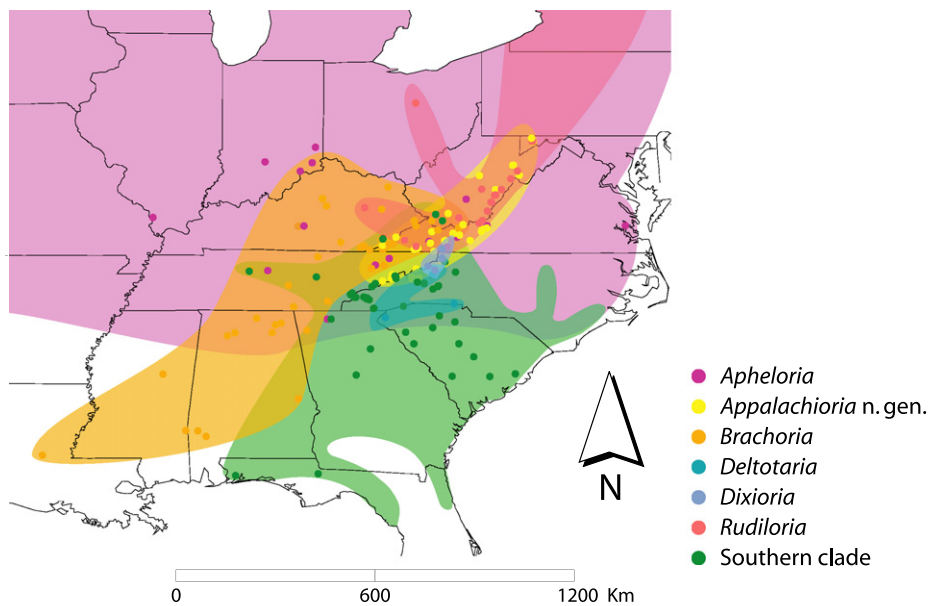 Apheloria
Appalachioria n. gen.
Brachoria
Deltotaria
Dixioria
N
Rudiloria
Southern clade
0 600 1200 Km